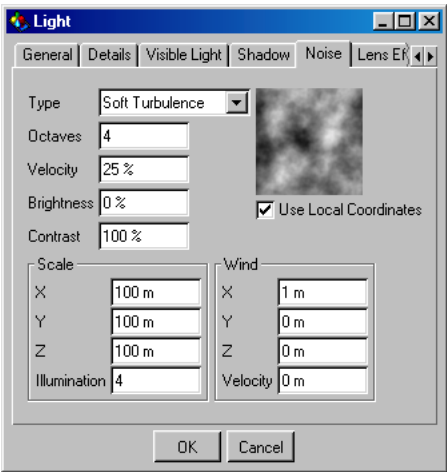 Light
General Details Visible Light Shadow Noise Lens Ef
Type Soft Turbulence
Octaves 4
Velocity 25 %
Brightness 0 %
Contrast 100 %
Use Local Coordinates
Scale
X 100 m
Y 100 m
Z 100 m
Illumination 4
Wind
X 1 m
Y 0 m
Z 0 m
Velocity 0 m
OK Cancel